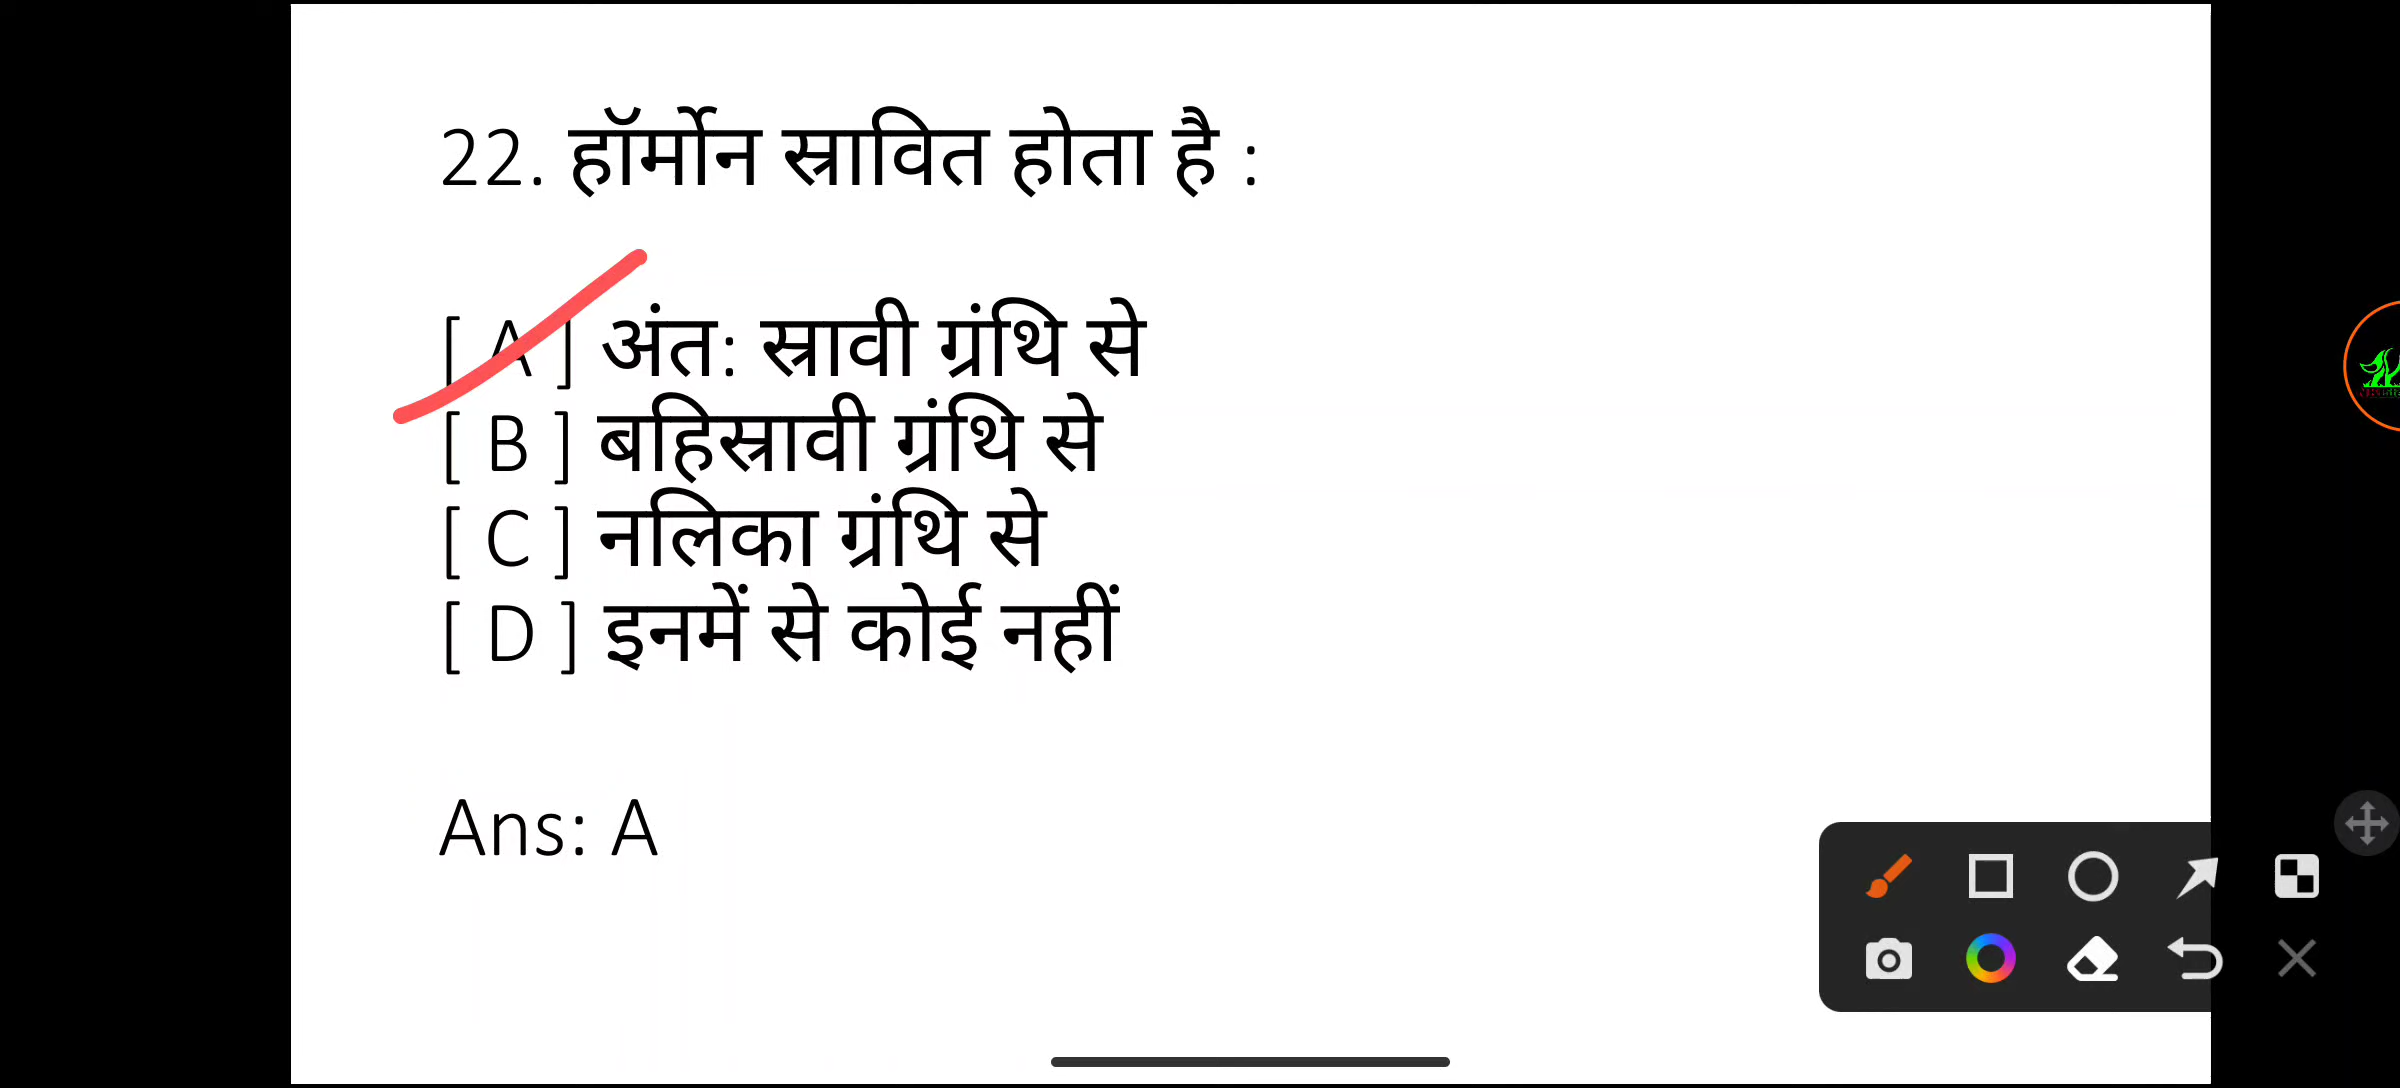 22. हॉर्मोन स्रावित होता है :
[ A ] अंत: स्रावी ग्रंथि से
[ B ] बहिस्रावी ग्रंथि से
[ C ] नलिका ग्रंथि से
[ D ] इनमें से कोई नहीं
Ans: A